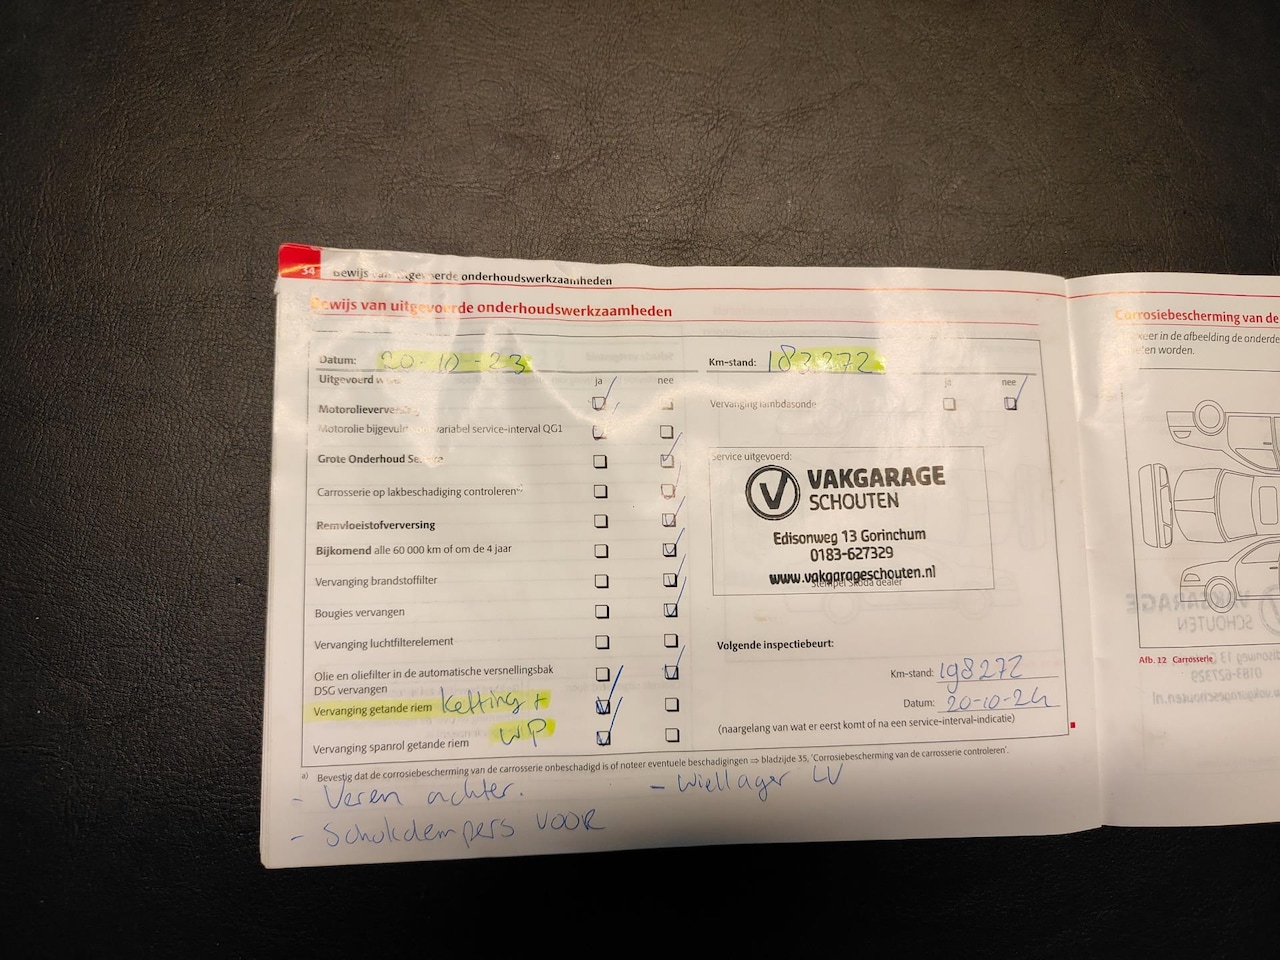 34 Bewijs van uitgevoerde onderhoudswerkzaamheden
Bewijs van uitgevoerde onderhoudswerkzaamheden
Datum: 20-10-23
Km-stand: 183272
Uitgevoerd
ja nee
Motorolieverversing
Motorolie bijgevuld variabel service-interval QG1
Grote Onderhoud Service
Carrosserie op lakbeschadiging controleren
Remvloeistofverversing
Bijkomend alle 60 000 km of om de 4 jaar
Vervanging brandstoffilter
Bougies vervangen
Vervanging luchtfilterelement
Olie en oliefilter in de automatische versnellingsbak
DSG vervangen
Vervanging getande riem ketting +
Vervanging spanrol getande riem WP
ja nee
Vervanging lambdasonde
Service uitgevoerd:
VAKGARAGE
SCHOUTEN
Edisonweg 13 Gorinchum
0183-627329
www.vakgarageschouten.nl
Stempel Škoda dealer
Volgende inspectiebeurt:
Km-stand: 198272
Datum: 20-10-24
(naargelang van wat er eerst komt of na een service-interval-indicatie)
a) Bevestig dat de corrosiebescherming van de carrosserie onbeschadigd is of noteer eventuele beschadigingen ⇒ bladzijde 35, 'Corrosiebescherming van de carrosserie controleren'.
- Veren achter.
- Wiellager LV
- Schokdempers VOOR
Carrosiebescherming van de
in de afbeelding de onderde
worden.
Afb. 12 Carrosserie